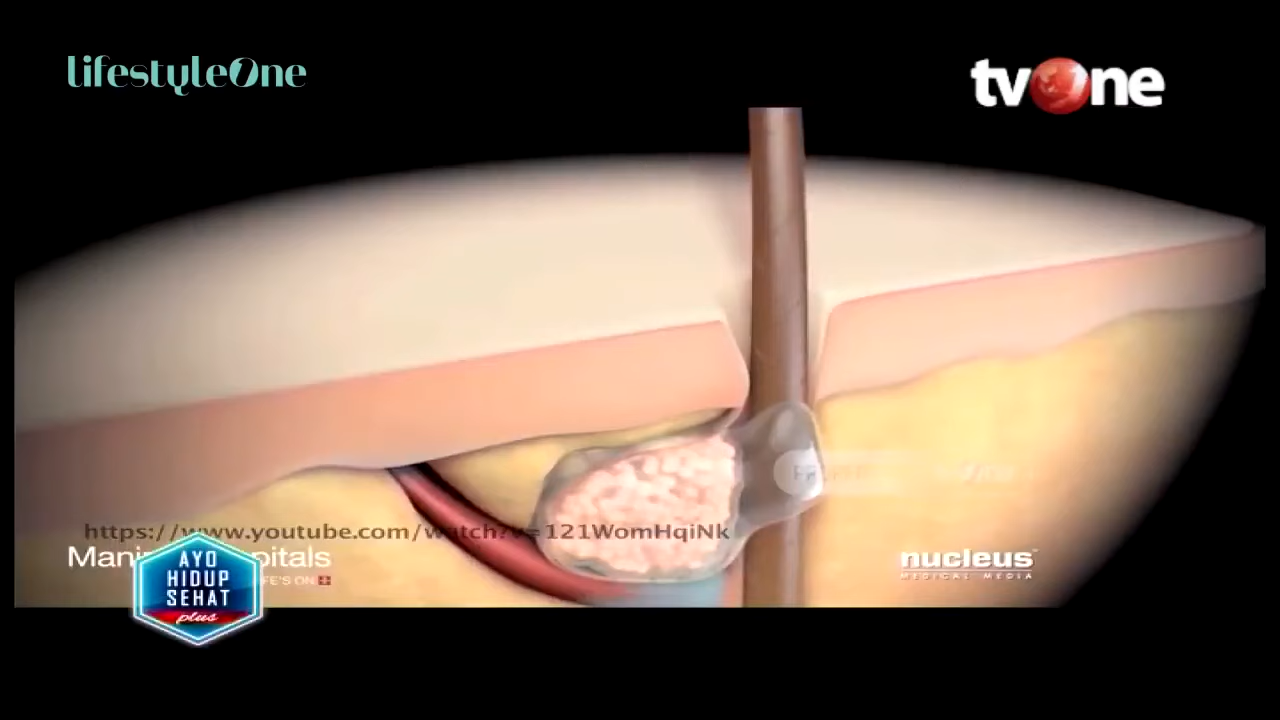 lifestyleOne
tvOne
https://www.youtube.com/watch?v=121WomHqiNk
nucleus
MEDICAL MEDIA
AYO
HIDUP
SEHAT
plus